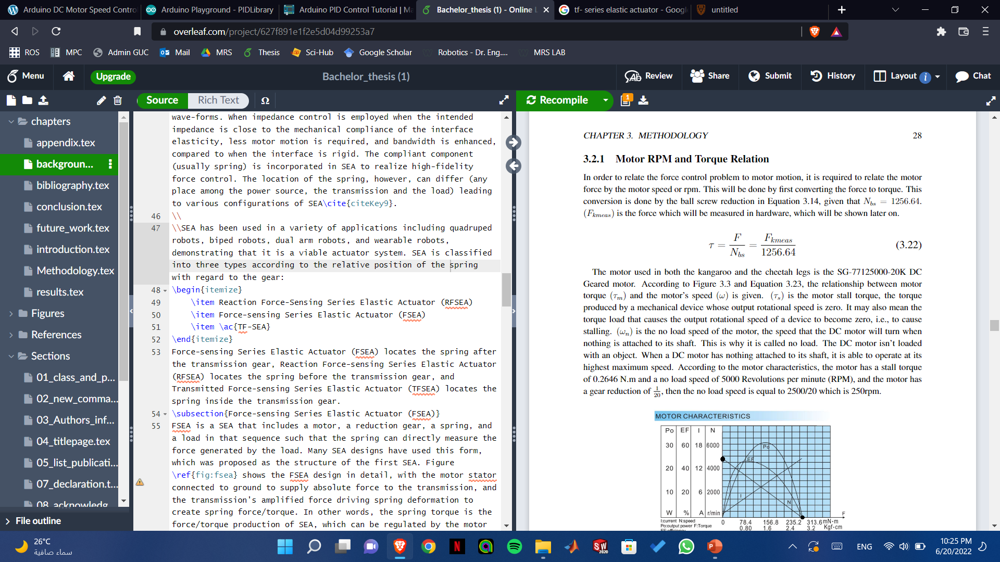 Arduino DC Motor Speed Control
Arduino Playground - PIDLibrary
Arduino PID Control Tutorial | Ma
Bachelor_thesis (1) - Online L
tf- series elastic actuator - Googl
untitled
overleaf.com/project/627f891e1f2e5d04d99253a7
ROS
MPC
Admin GUC
Mail
MRS
Thesis
Sci-Hub
Google Scholar
Robotics - Dr. Eng....
MRS LAB
Menu
Upgrade
Bachelor_thesis (1)
Review
Share
Submit
History
Layout
Chat
Source
Rich Text
Ω
Recompile
1
chapters
appendix.tex
backgroun...
bibliography.tex
conclusion.tex
future_work.tex
introduction.tex
Methodology.tex
results.tex
Figures
References
Sections
01_class_and_p...
02_new_comma...
03_Authors_inf...
04_titlepage.tex
05_list_publicati...
07_declaration.t...
08_acknowledg
File outline
wave-forms. When impedance control is employed when the intended
impedance is close to the mechanical compliance of the interface
elasticity, less motor motion is required, and bandwidth is enhanced,
compared to when the interface is rigid. The compliant component
(usually spring) is incorporated in SEA to realize high-fidelity
force control. The location of the spring, however, can differ (any
place among the power source, the transmission and the load) leading
to various configurations of SEA\cite{citeKey9}.
46 \\
47 \\SEA has been used in a variety of applications including quadruped
robots, biped robots, dual arm robots, and wearable robots,
demonstrating that it is a viable actuator system. SEA is classified
into three types according to the relative position of the spring
with regard to the gear:
48 \begin{itemize}
49 \item Reaction Force-Sensing Series Elastic Actuator (RFSEA)
50 \item Force-sensing Series Elastic Actuator (FSEA)
51 \item \ac{TF-SEA}
52 \end{itemize}
53 Force-sensing Series Elastic Actuator (FSEA) locates the spring after
the transmission gear, Reaction Force-sensing Series Elastic Actuator
(RFSEA) locates the spring before the transmission gear, and
Transmitted Force-sensing Series Elastic Actuator (TFSEA) locates the
spring inside the transmission gear.
54 \subsection{Force-sensing Series Elastic Actuator (FSEA)}
55 FSEA is a SEA that includes a motor, a reduction gear, a spring, and
a load in that sequence such that the spring can directly measure the
force generated by the load. Many SEA designs have used this form,
which was proposed as the structure of the first SEA. Figure
\ref{fig:fsea} shows the FSEA design in detail, with the motor stator
connected to ground to supply absolute force to the transmission, and
the transmission's amplified force driving spring deformation to
create spring force/torque. In other words, the spring torque is the
force/torque production of SEA, which can be regulated by the motor
CHAPTER 3. METHODOLOGY 28
3.2.1 Motor RPM and Torque Relation
In order to relate the force control problem to motor motion, it is required to relate the motor
force by the motor speed or rpm. This will be done by first converting the force to torque. This
conversion is done by the ball screw reduction in Equation 3.14, given that N_bs = 1256.64.
(F_kmeas) is the force which will be measured in hardware, which will be shown later on.
τ = F / N_bs = F_kmeas / 1256.64 (3.22)
The motor used in both the kangaroo and the cheetah legs is the SG-77125000-20K DC
Geared motor. According to Figure 3.3 and Equation 3.23, the relationship between motor
torque (τ_m) and the motor's speed (ω) is given. (τ_s) is the motor stall torque, the torque
produced by a mechanical device whose output rotational speed is zero. It may also mean the
torque load that causes the output rotational speed of a device to become zero, i.e., to cause
stalling. (ω_n) is the no load speed of the motor, the speed that the DC motor will turn when
nothing is attached to its shaft. This is why it is called no load. The DC motor isn't loaded
with an object. When a DC motor has nothing attached to its shaft, it is able to operate at its
highest maximum speed. According to the motor characteristics, the motor has a stall torque
of 0.2646 N.m and a no load speed of 5000 Revolutions per minute (RPM), and the motor has
a gear reduction of 1/20, then the no load speed is equal to 2500/20 which is 250rpm.
MOTOR CHARACTERISTICS
Po EF I N
30 60 18 6000
20 40 12 4000
10 20 6 2000
W % A r/min
Po
EF
I
N
F
0 78.4 156.8 235.2 313.6 mN·m
0.80 1.6 2.4 3.2 Kgf·cm
I:current N:speed
Po:output power F:Torque
EF:efficiency
26°C
سماء صافية
ENG
10:25 PM
6/20/2022